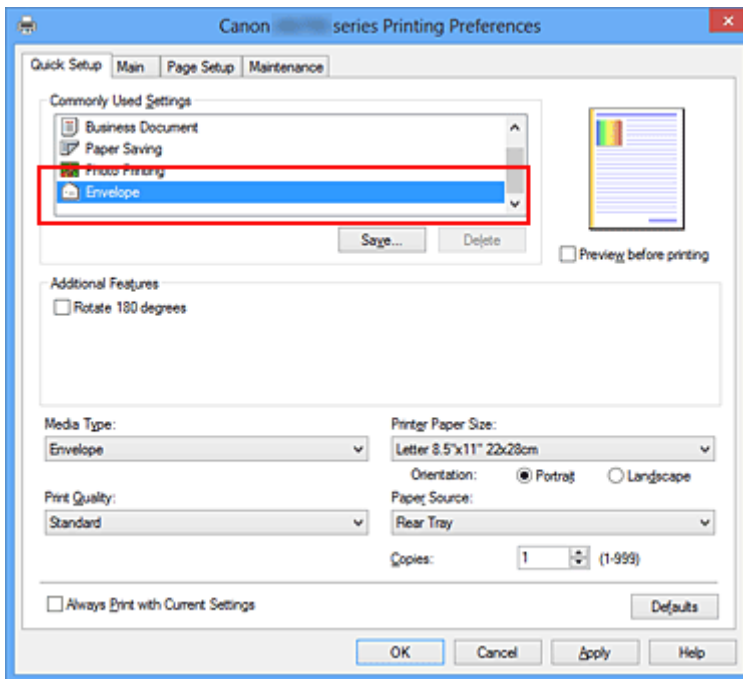 Canon series Printing Preferences
Quick Setup Main Page Setup Maintenance
Commonly Used Settings
Business Document
Paper Saving
Photo Printing
Envelope
Save... Delete
Preview before printing
Additional Features
Rotate 180 degrees
Media Type: Printer Paper Size:
Envelope Letter 8.5"x11" 22x28cm
Orientation: Portrait Landscape
Print Quality: Paper Source:
Standard Rear Tray
Copies: 1 (1-999)
Always Print with Current Settings Defaults
OK Cancel Apply Help